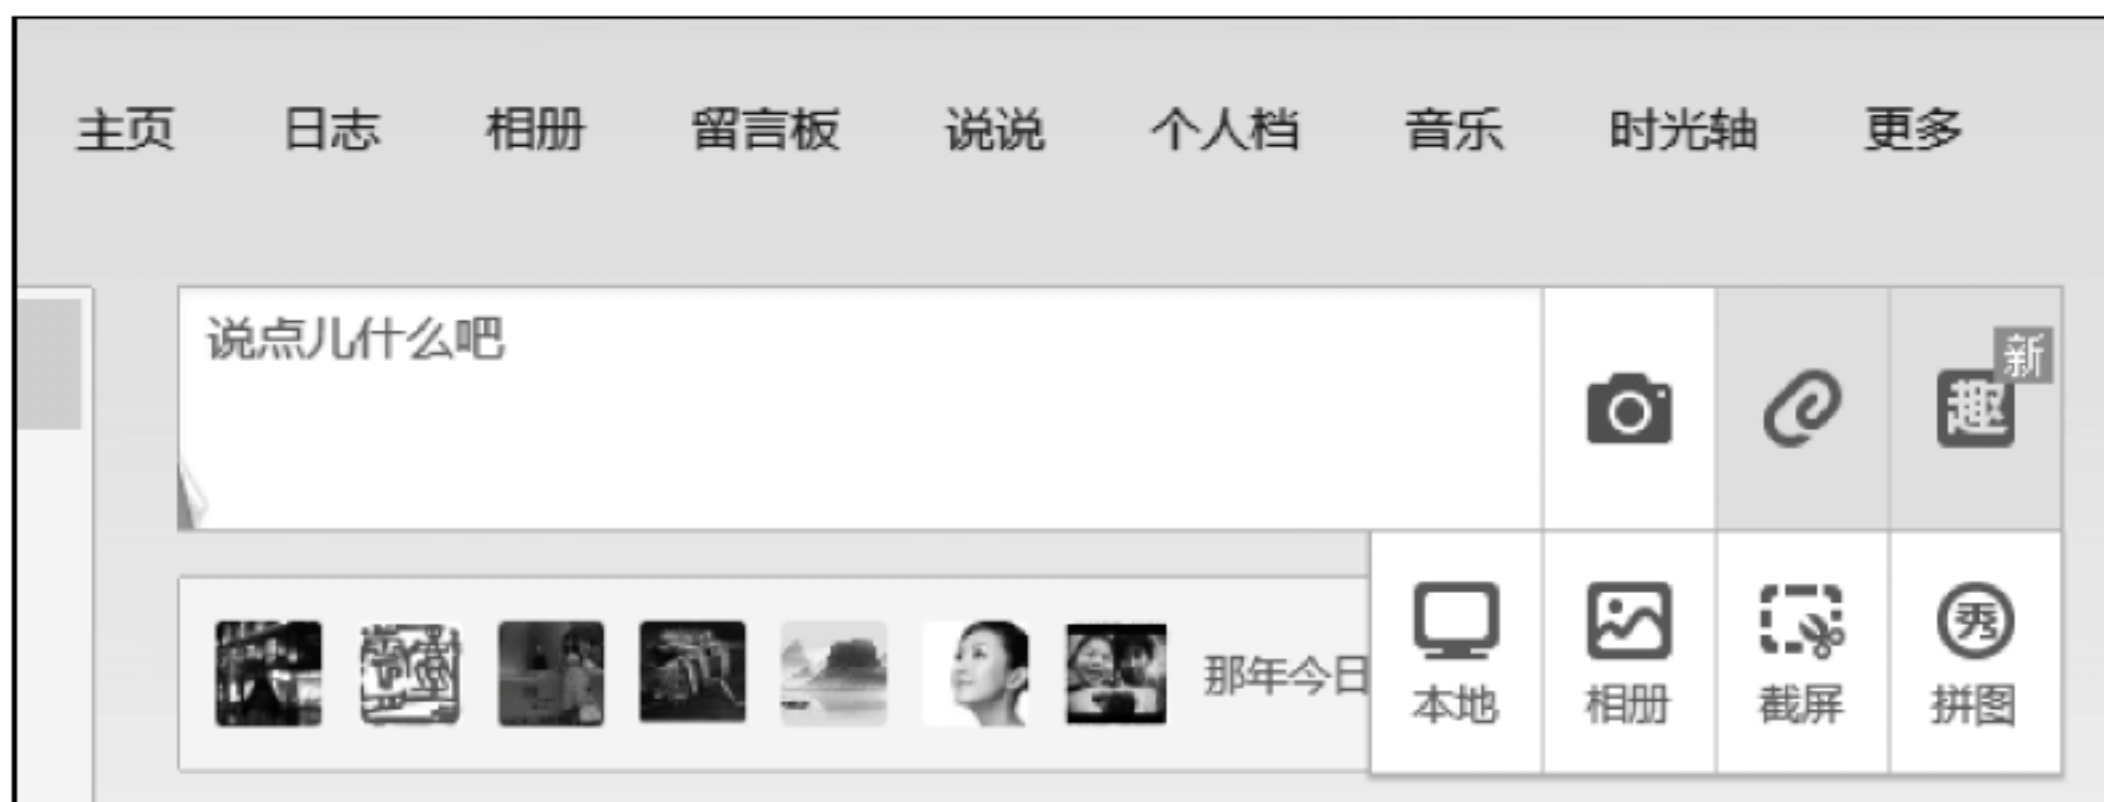 主页 日志 相册 留言板 说说 个人档 音乐 时光轴 更多
说点儿什么吧
新
趣
秀
那年今日
本地 相册 截屏 拼图